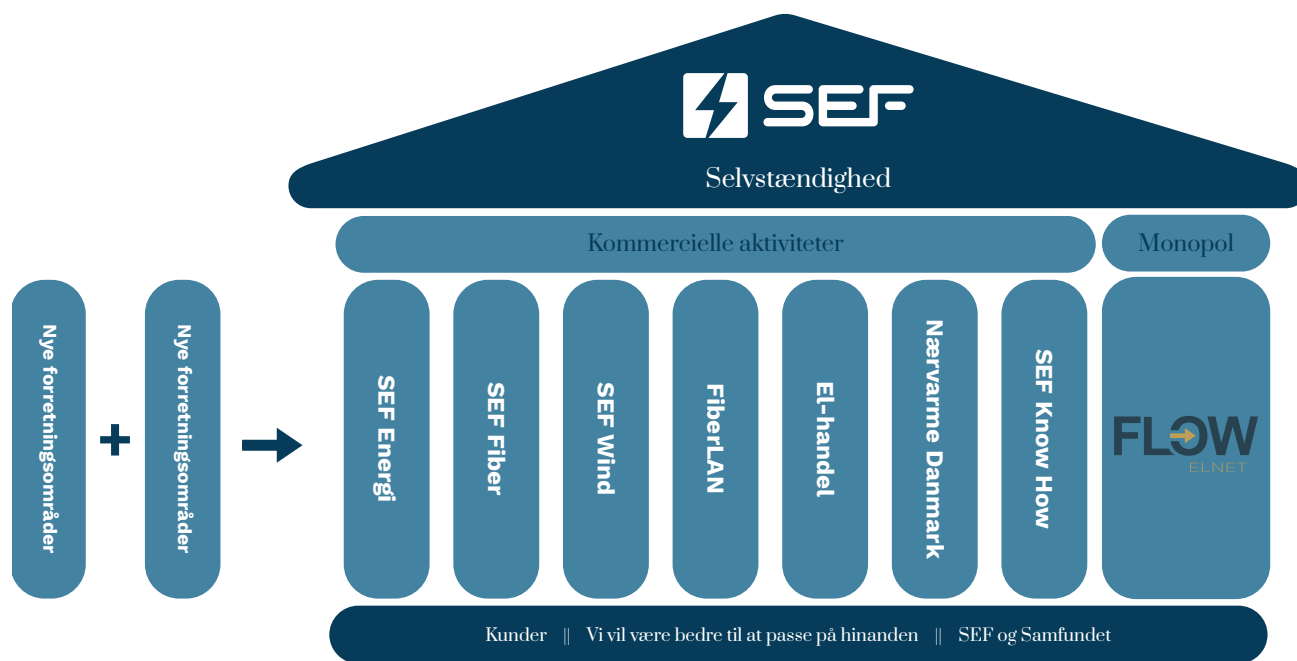 SEF
Selvstændighed
Kommercielle aktiviteter
Monopol
Nye forretningsområder
+
Nye forretningsområder
SEF Energi
SEF Fiber
SEF Wind
FiberLAN
El-handel
Nærvarme Danmark
SEF Know How
FLOW
ELNET
Kunder || Vi vil være bedre til at passe på hinanden || SEF og Samfundet